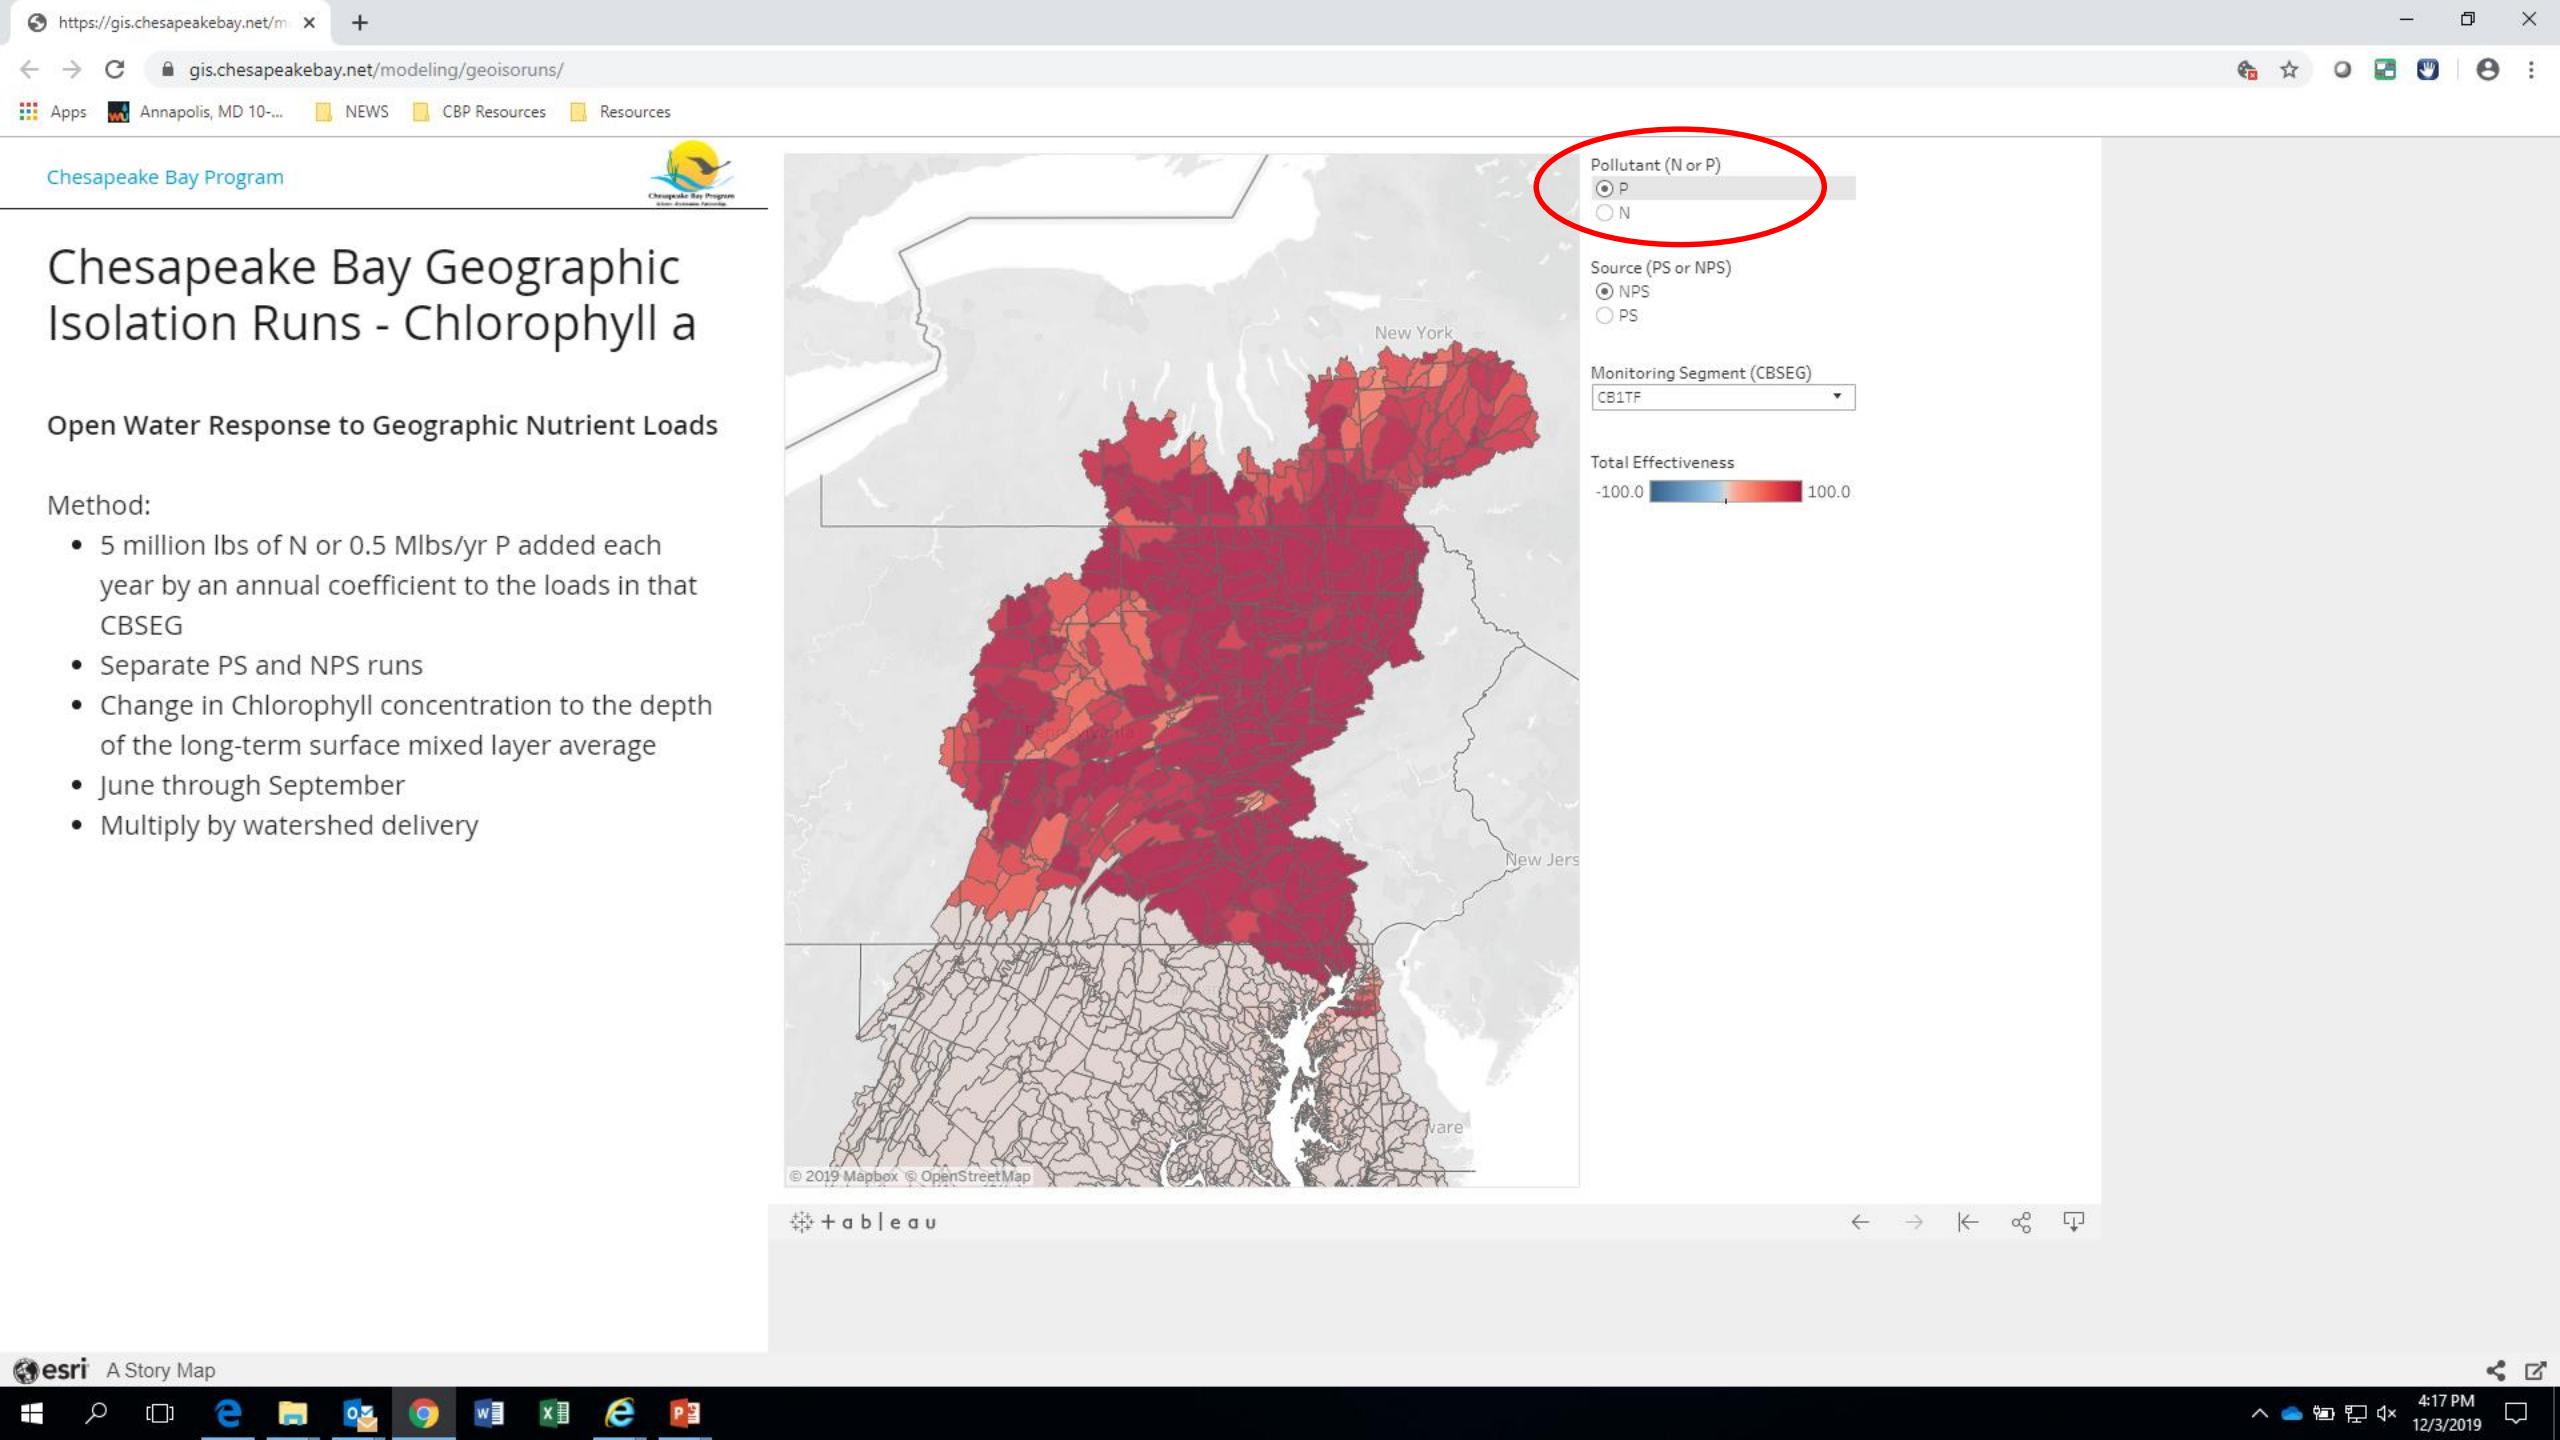 https://gis.chesapeakebay.net/m
gis.chesapeakebay.net/modeling/geoisoruns/
Apps
Annapolis, MD 10-...
NEWS
CBP Resources
Resources
Chesapeake Bay Program
Chesapeake Bay Program
Chesapeake Bay Geographic
Isolation Runs - Chlorophyll a
Open Water Response to Geographic Nutrient Loads
Method:
• 5 million lbs of N or 0.5 Mlbs/yr P added each
year by an annual coefficient to the loads in that
CBSEG
• Separate PS and NPS runs
• Change in Chlorophyll concentration to the depth
of the long-term surface mixed layer average
• June through September
• Multiply by watershed delivery
New York
New Jers
ware
© 2019 Mapbox © OpenStreetMap
Pollutant (N or P)
P
N
Source (PS or NPS)
NPS
PS
Monitoring Segment (CBSEG)
CB1TF
Total Effectiveness
-100.0 100.0
+ a b l e a u
esri A Story Map
4:17 PM
12/3/2019